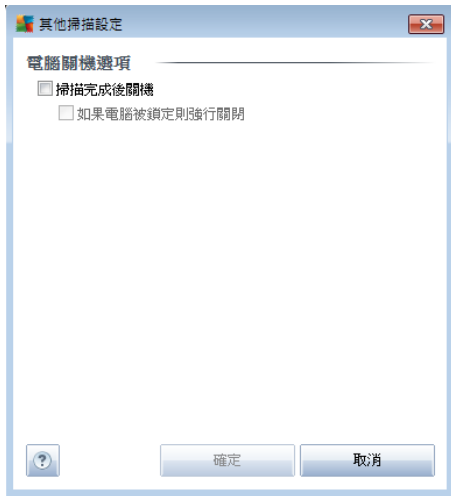 其他掃描設定
電腦關機選項
掃描完成後關機
如果電腦被鎖定則強行關閉
?
確定
取消